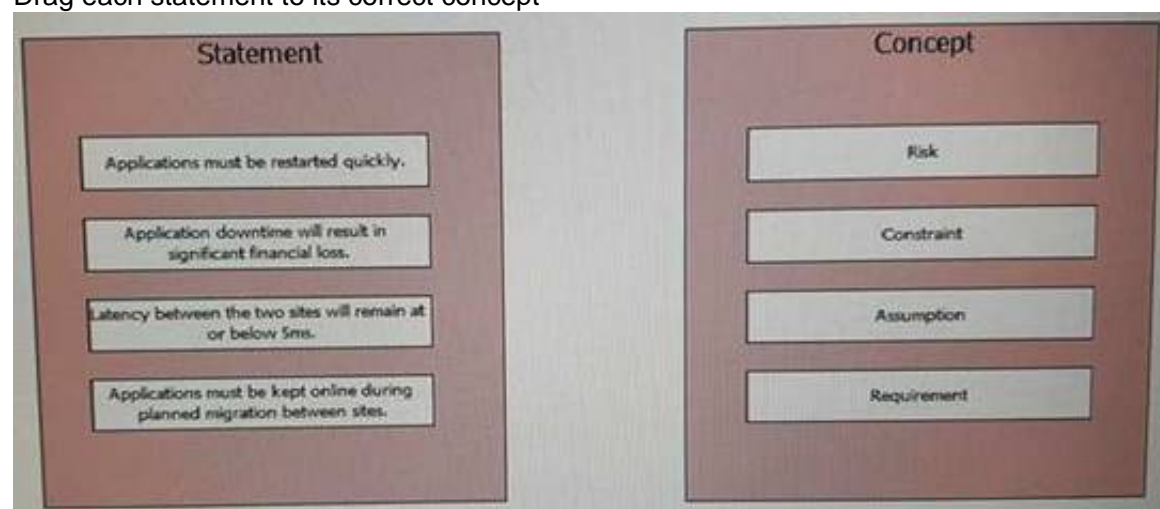 Drag each statement to its correct concept
Statement
Applications must be restarted quickly.
Application downtime will result in
significant financial loss.
Latency between the two sites will remain at
or below 5ms.
Applications must be kept online during
planned migration between sites.
Concept
Risk
Constraint
Assumption
Requirement